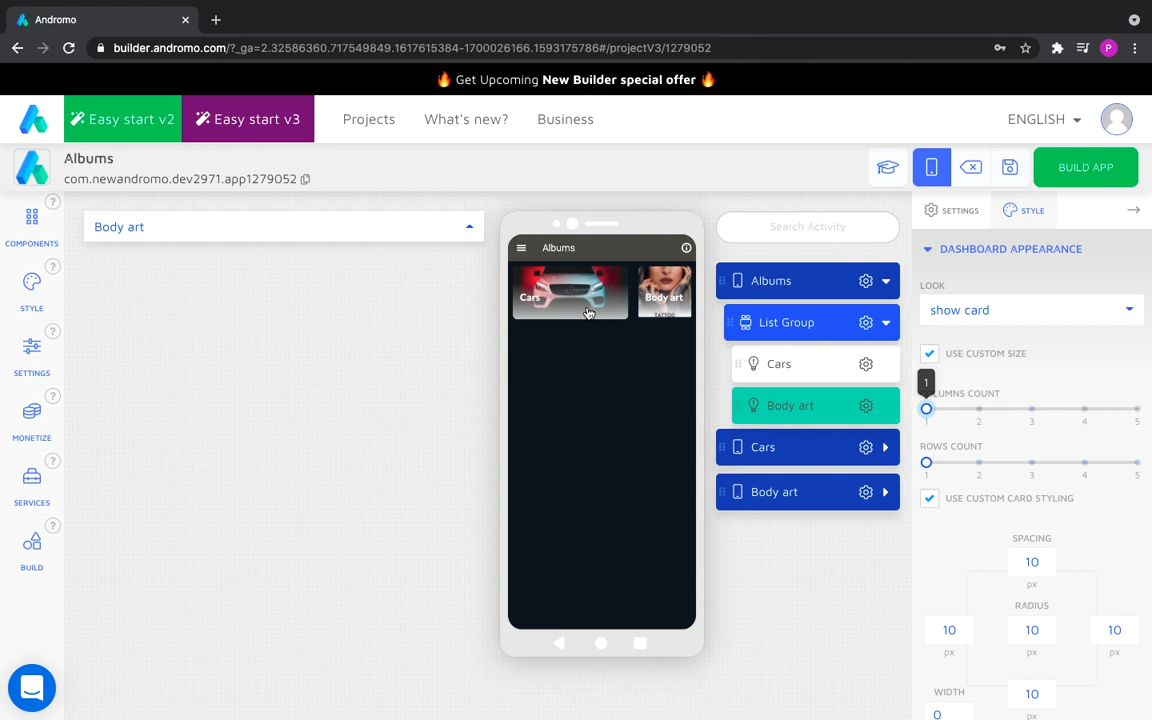 Andromo
builder.andromo.com/?_ga=2.32586360.717549849.1617615384-1700026166.1593175786#/projectV3/1279052
P
🔥 Get Upcoming New Builder special offer 🔥
Easy start v2
Easy start v3
Projects
What's new?
Business
ENGLISH
Albums
com.newandromo.dev2971.app1279052
BUILD APP
?
COMPONENTS
?
STYLE
?
SETTINGS
?
MONETIZE
?
SERVICES
?
BUILD
Body art
Albums
Cars
Body art
TATTOO
Search Activity
Albums
List Group
Cars
Body art
Cars
Body art
SETTINGS
STYLE
DASHBOARD APPEARANCE
LOOK
show card
USE CUSTOM SIZE
1
LUMNS COUNT
1 2 3 4 5
ROWS COUNT
1 2 3 4 5
USE CUSTOM CARD STYLING
SPACING
10
px
RADIUS
10 10 10
px px px
WIDTH
10
0
px